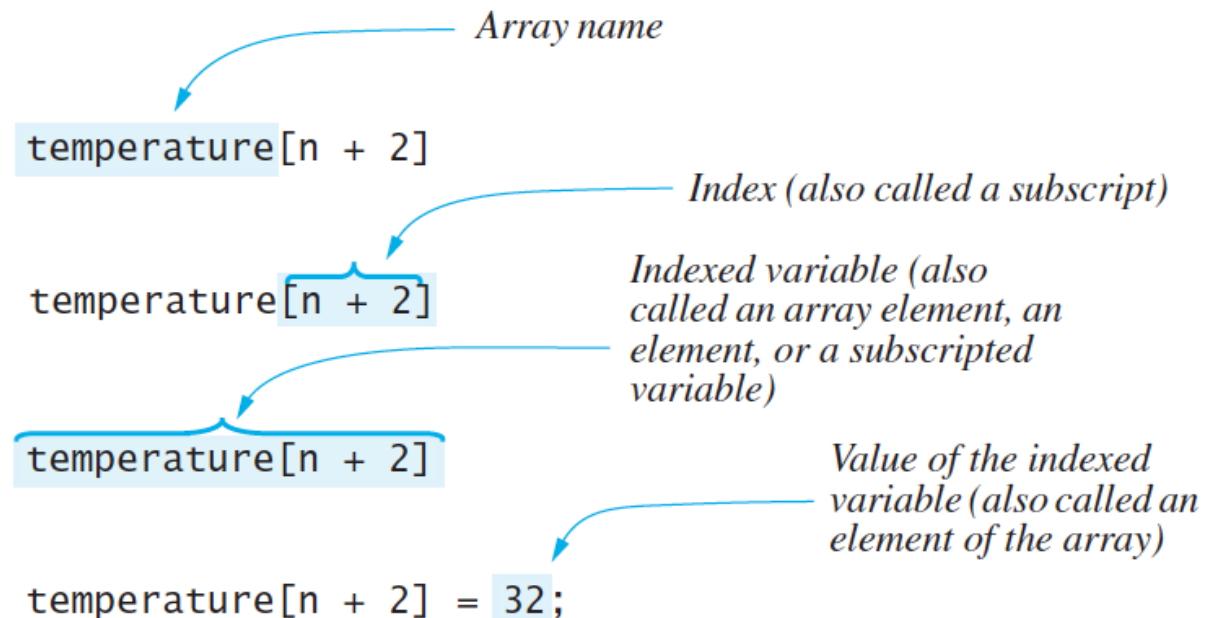 Array name
temperature[n + 2]
Index (also called a subscript)
temperature[n + 2]
Indexed variable (also
called an array element, an
element, or a subscripted
variable)
temperature[n + 2]
Value of the indexed
variable (also called an
element of the array)
temperature[n + 2] = 32;